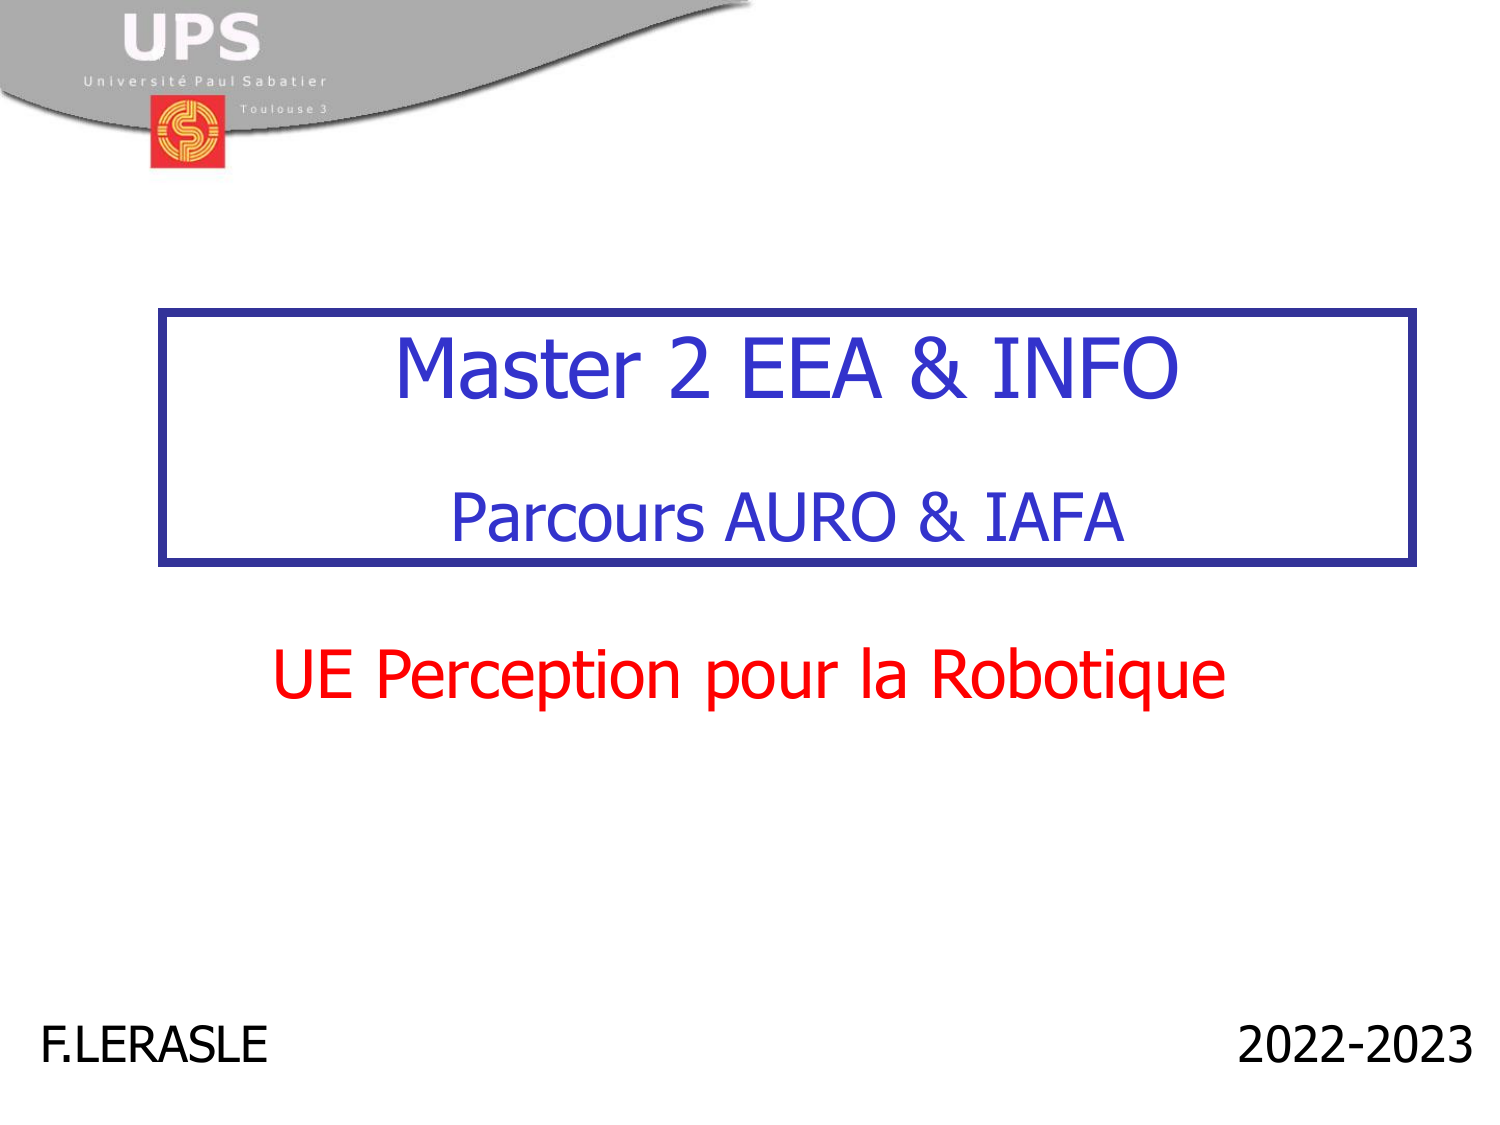 UPS
Université Paul Sabatier
Toulouse 3
Master 2 EEA & INFO
Parcours AURO & IAFA
UE Perception pour la Robotique
F.LERASLE
2022-2023